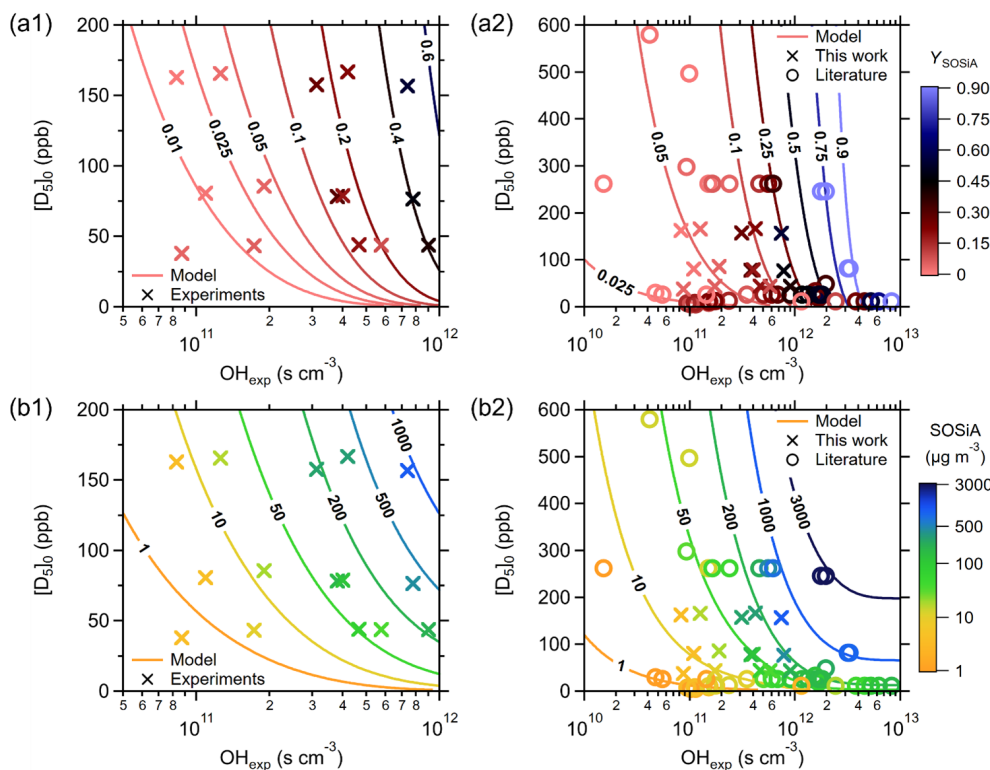 (a1)
200
150
100
50
0
[D5]0 (ppb)
0.01
0.025
0.05
0.1
0.2
0.4
0.6
Model
Experiments
5 6 7 8 10^11 2 3 4 5 6 7 8 10^12
OHexp (s cm^-3)
(a2)
600
500
400
300
200
100
0
[D5]0 (ppb)
Model
This work
Literature
0.025
0.05
0.1
0.25
0.5
0.75
0.9
10^10 2 4 6 8 10^11 2 4 6 8 10^12 2 4 6 8 10^13
OHexp (s cm^-3)
YSOSiA
0.90
0.75
0.60
0.45
0.30
0.15
0
(b1)
200
150
100
50
0
[D5]0 (ppb)
1
10
50
200
500
1000
Model
Experiments
5 6 7 8 10^11 2 3 4 5 6 7 8 10^12
OHexp (s cm^-3)
(b2)
600
500
400
300
200
100
0
[D5]0 (ppb)
Model
This work
Literature
1
10
50
200
1000
3000
10^10 2 4 6 8 10^11 2 4 6 8 10^12 2 4 6 8 10^13
OHexp (s cm^-3)
SOSiA
(µg m^-3)
3000
500
100
10
1